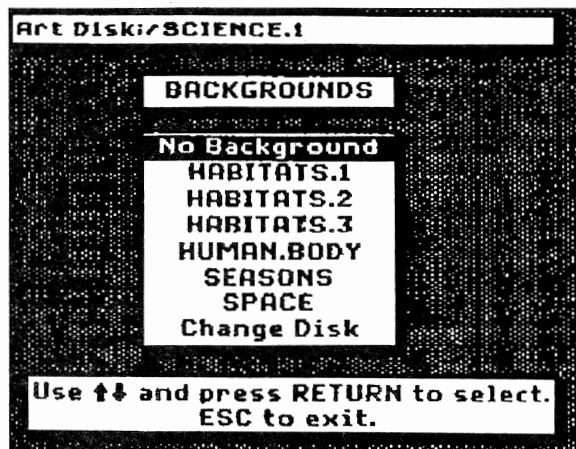 Art Disk:/SCIENCE.1
BACKGROUNDS
No Background
HABITATS.1
HABITATS.2
HABITATS.3
HUMAN.BODY
SEASONS
SPACE
Change Disk
Use ↑↓ and press RETURN to select.
ESC to exit.